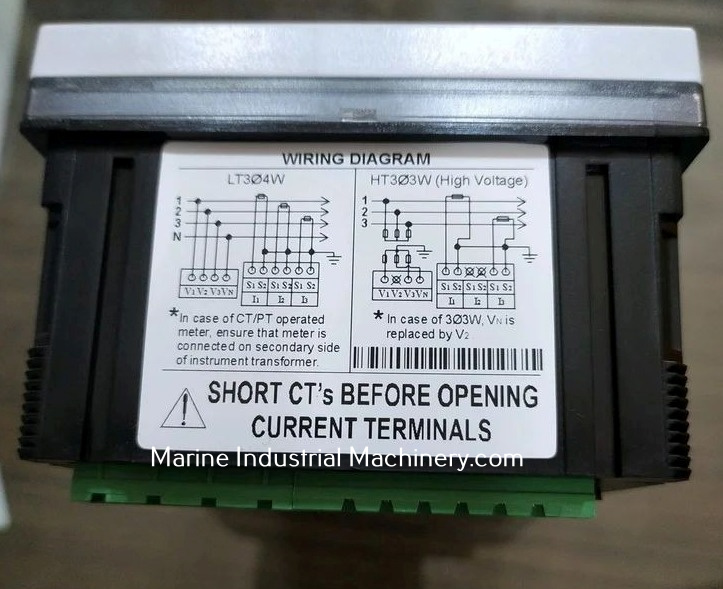 WIRING DIAGRAM
LT3Ø4W
1
2
3
N
V1 V2 V3 VN
S1 S2 S1 S2 S1 S2
I1 I2 I3
*In case of CT/PT operated
meter, ensure that meter is
connected on secondary side
of instrument transformer.
HT3Ø3W (High Voltage)
1
2
3
V1 V2 V3 VN
S1 S2 S1 S2 S1 S2
I1 I2 I3
* In case of 3Ø3W, VN is
replaced by V2
SHORT CT's BEFORE OPENING
CURRENT TERMINALS
Marine Industrial Machinery.com